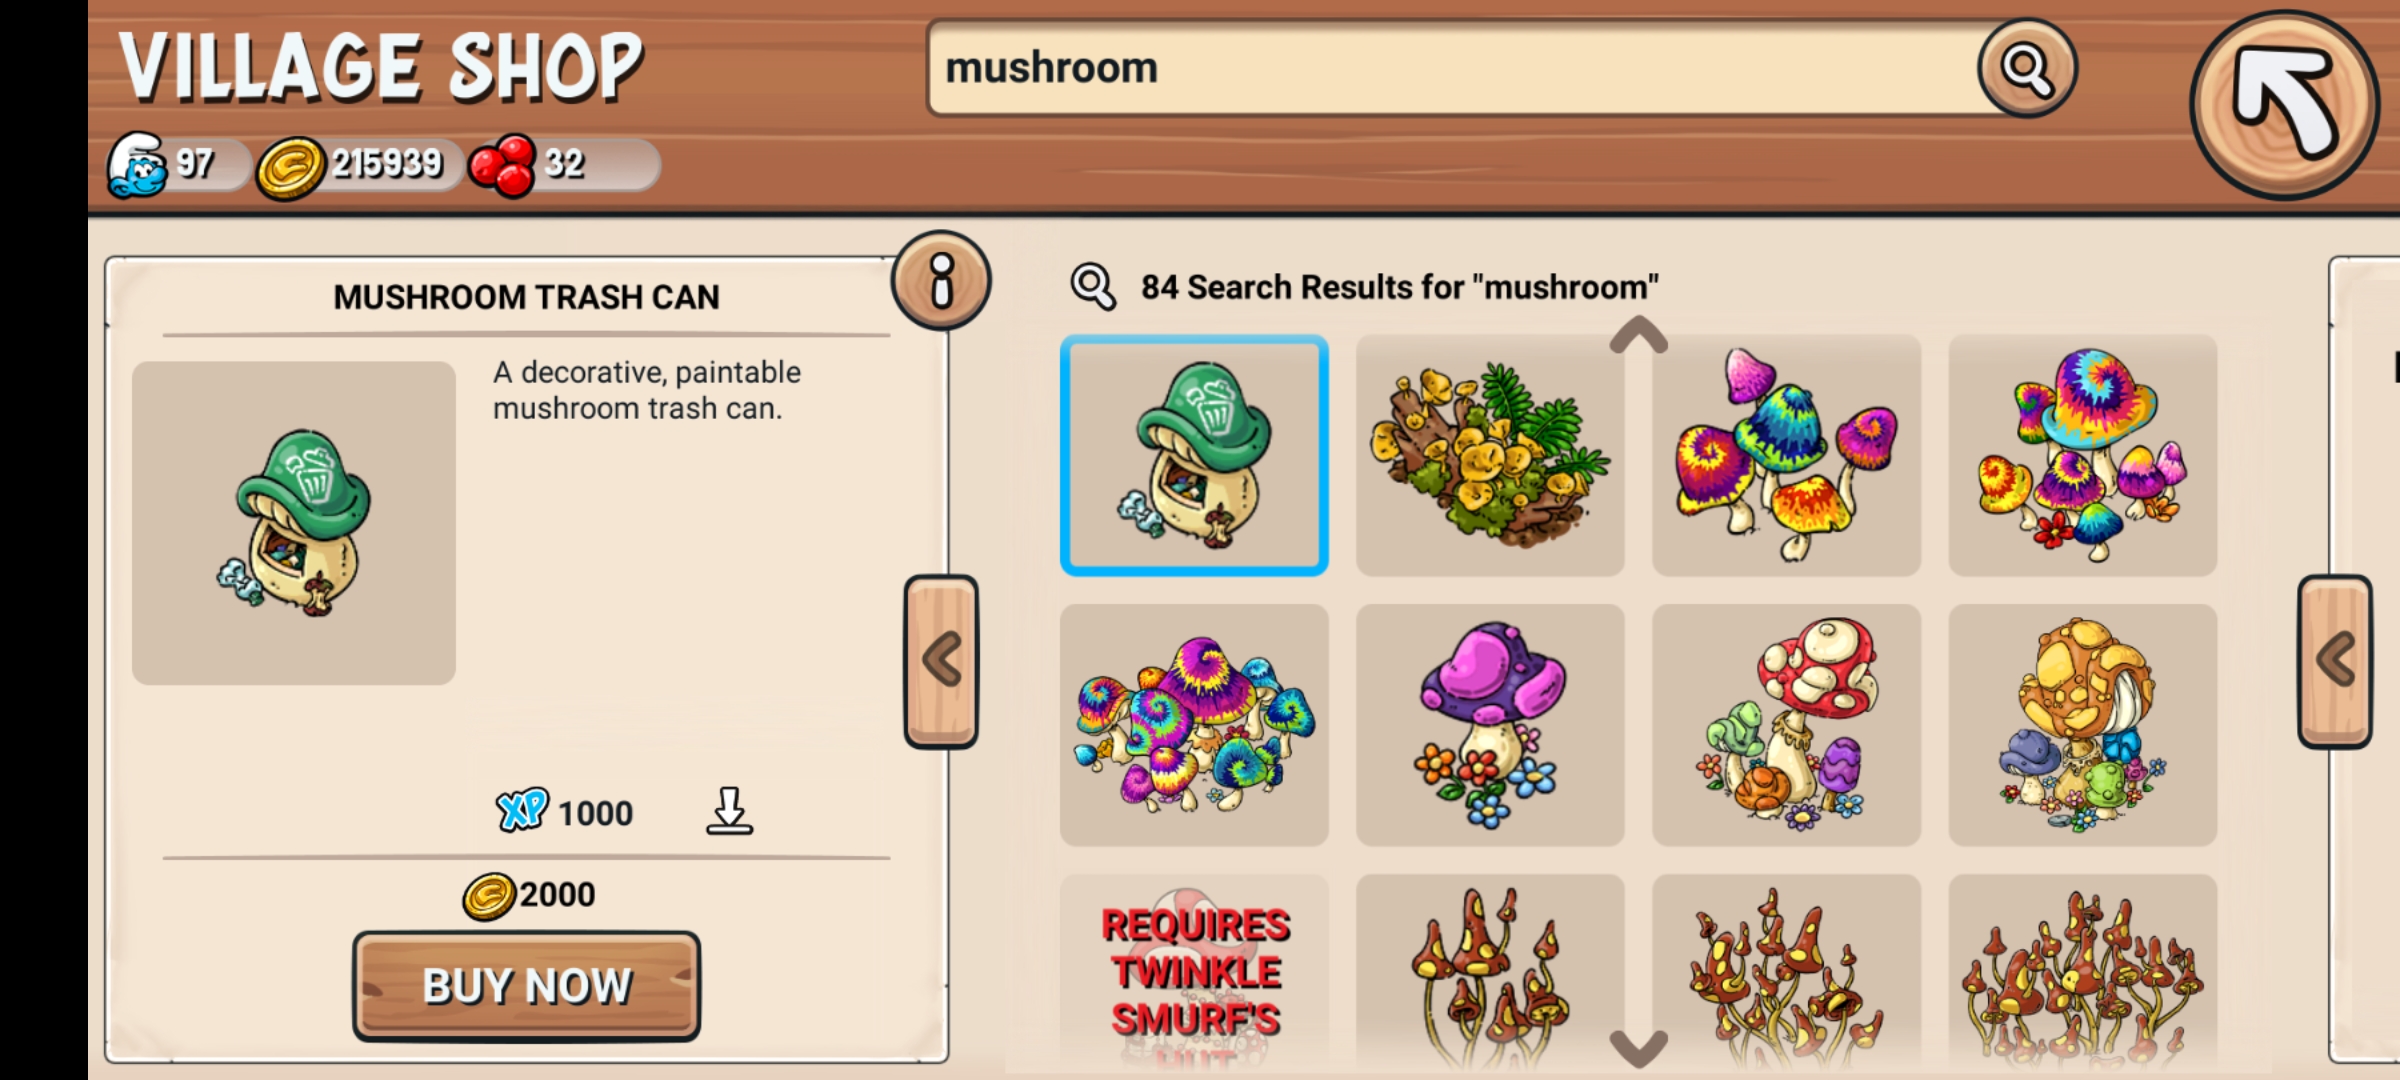 VILLAGE SHOP
mushroom
97
215939
32
MUSHROOM TRASH CAN
A decorative, paintable
mushroom trash can.
XP 1000
2000
BUY NOW
84 Search Results for "mushroom"
REQUIRES
TWINKLE
SMURF'S
HUT